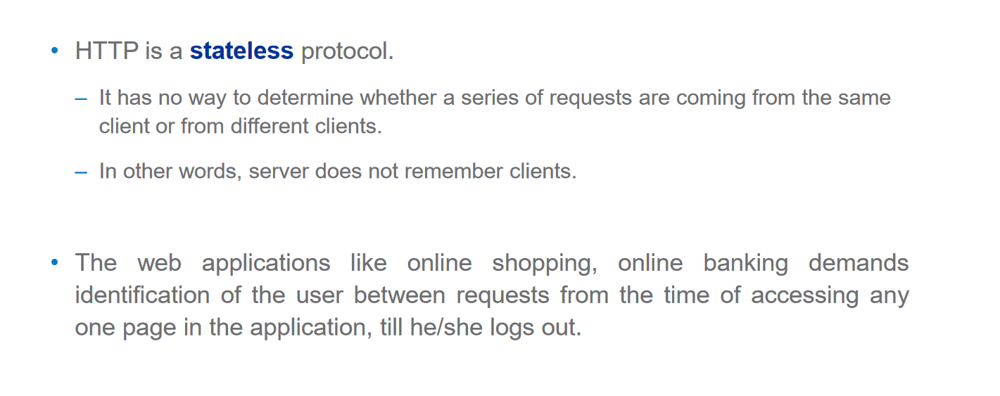 • HTTP is a stateless protocol.
– It has no way to determine whether a series of requests are coming from the same
client or from different clients.
– In other words, server does not remember clients.
• The web applications like online shopping, online banking demands
identification of the user between requests from the time of accessing any
one page in the application, till he/she logs out.